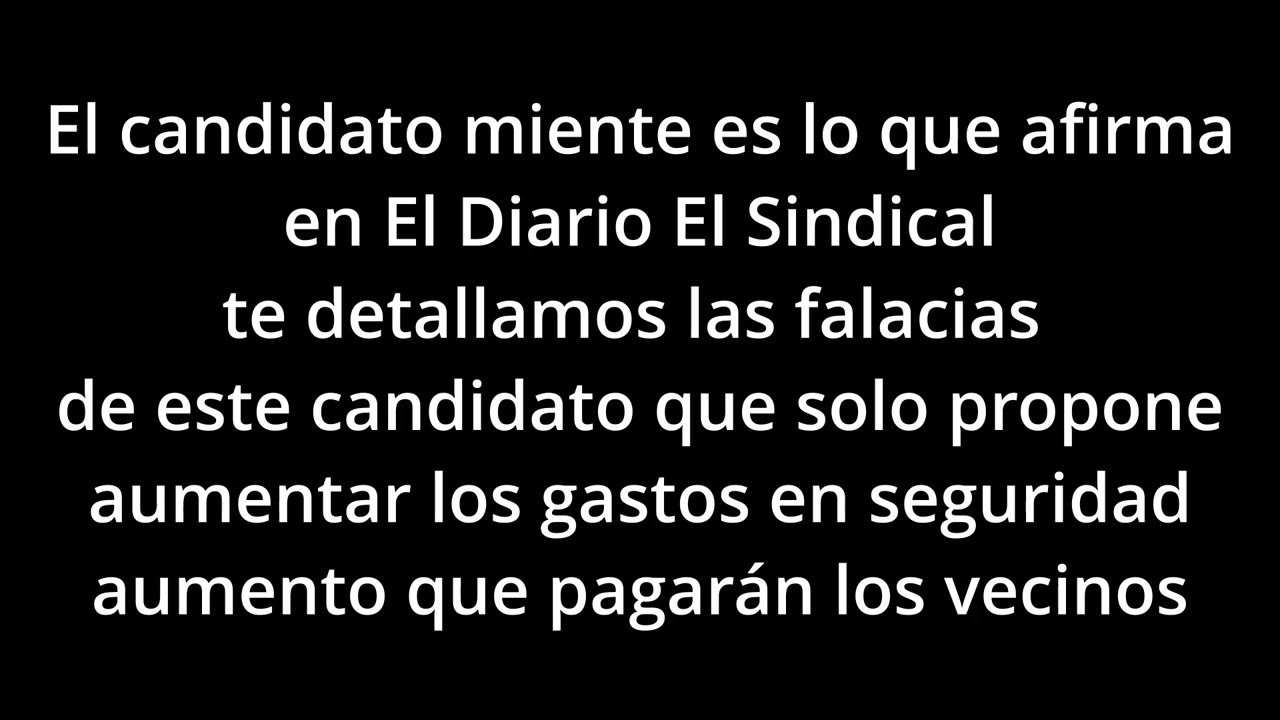 El candidato miente es lo que afirma
en El Diario El Sindical
te detallamos las falacias
de este candidato que solo propone
aumentar los gastos en seguridad
aumento que pagarán los vecinos